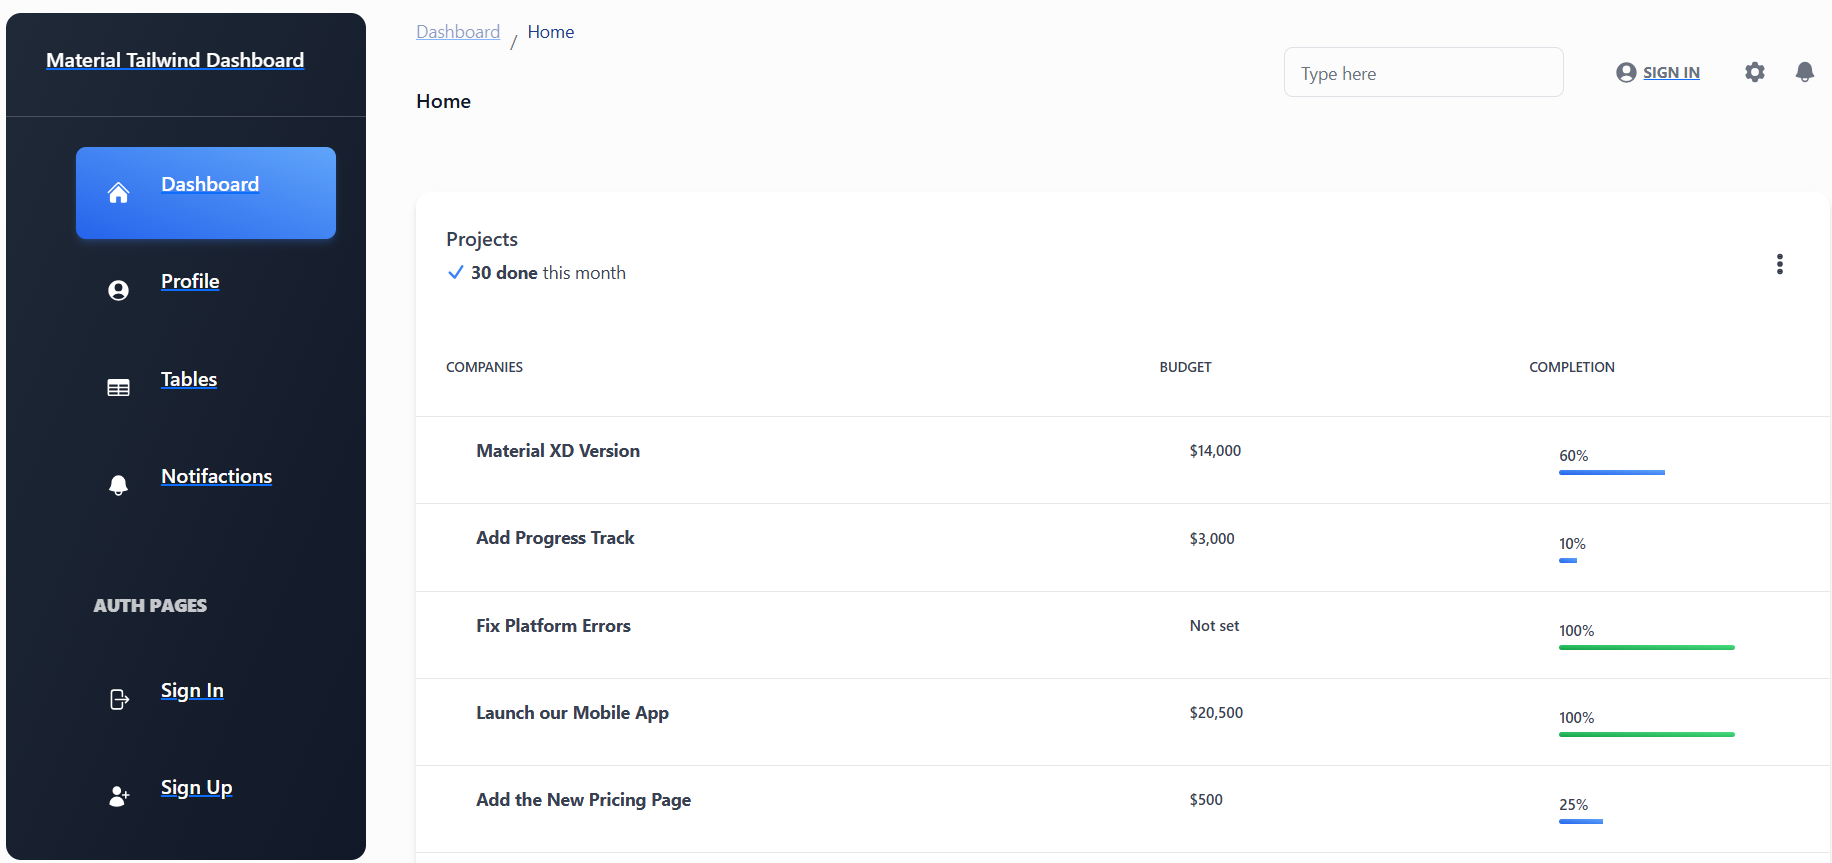 Material Tailwind Dashboard
Dashboard
Profile
Tables
Notifactions
AUTH PAGES
Sign In
Sign Up
Dashboard / Home
Home
Type here
SIGN IN
Projects
30 done this month
COMPANIES BUDGET COMPLETION
Material XD Version $14,000 60%
Add Progress Track $3,000 10%
Fix Platform Errors Not set 100%
Launch our Mobile App $20,500 100%
Add the New Pricing Page $500 25%